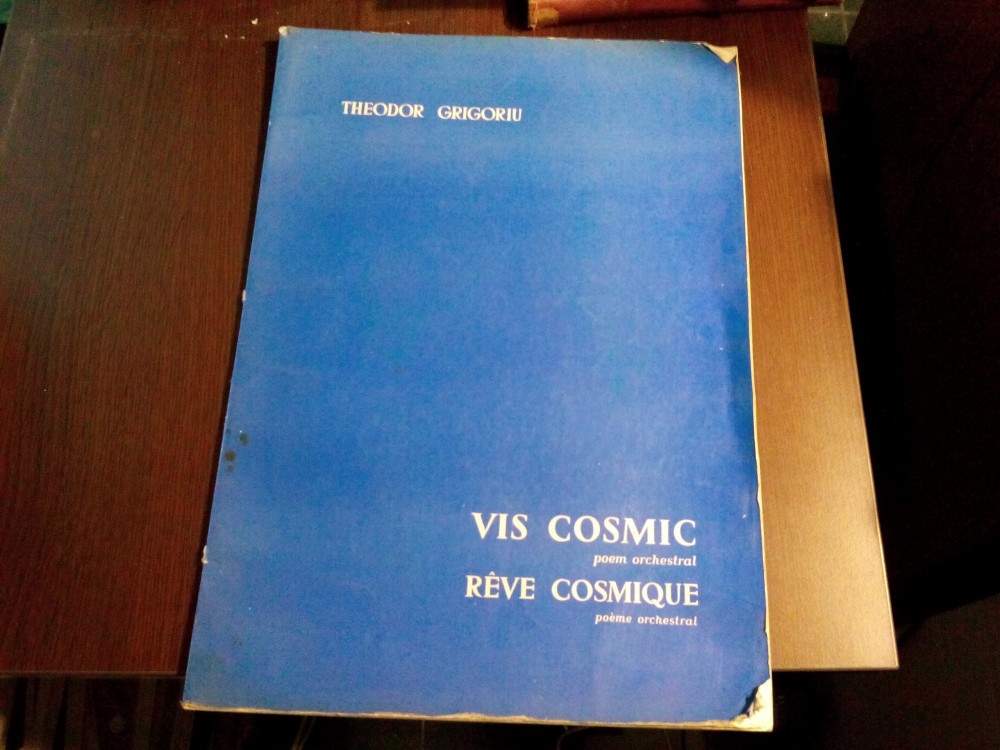 THEODOR GRIGORIU
VIS COSMIC
poem orchestral
RÊVE COSMIQUE
poème orchestral